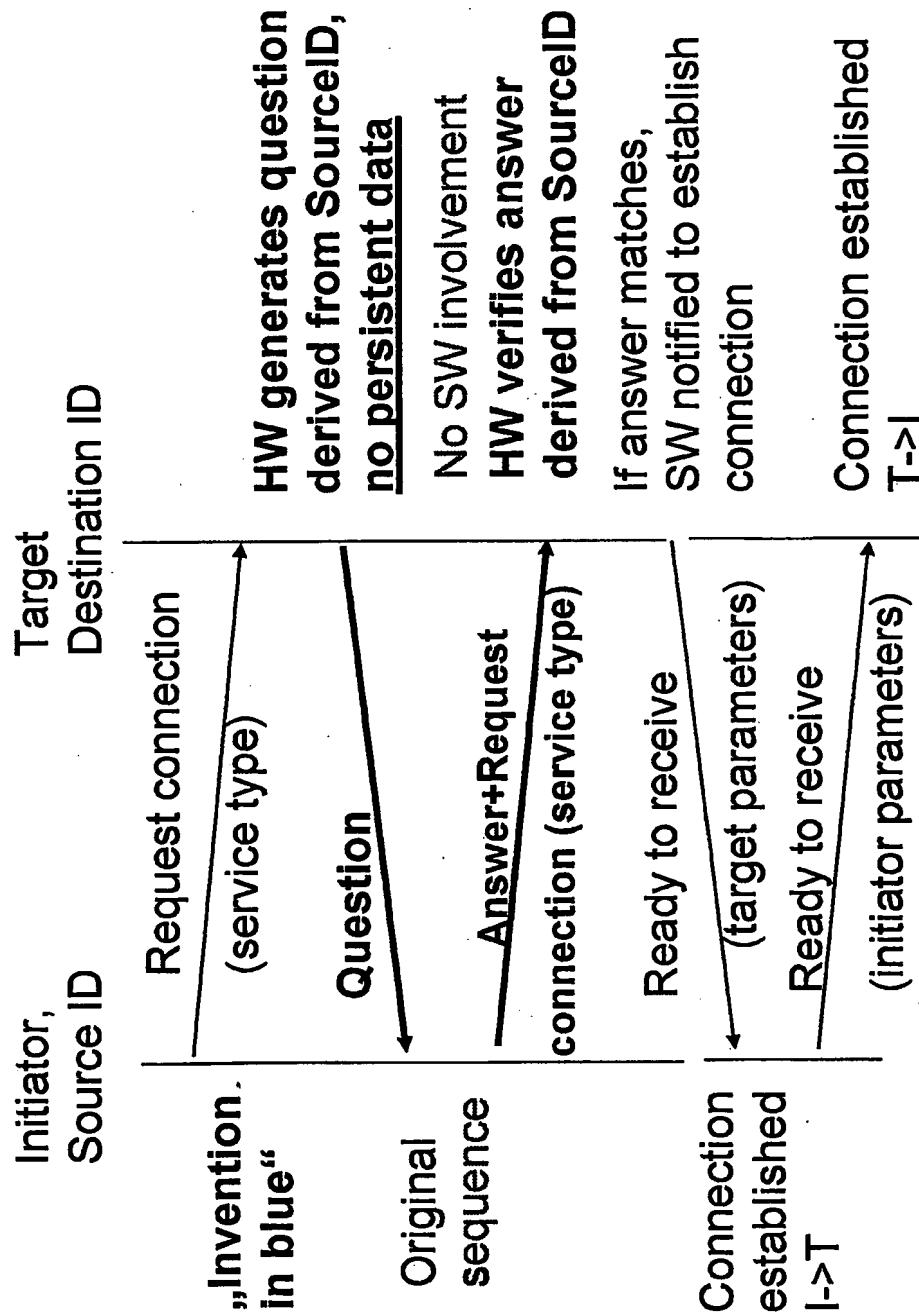 Initiator,
Source ID
Target
Destination ID
„Invention
in blue“
Original
sequence
Connection
established
I->T
Request connection
(service type)
Question
Answer+Request
connection (service type)
Ready to receive
(target parameters)
Ready to receive
(initiator parameters)
HW generates question
derived from SourceID,
no persistent data
No SW involvement
HW verifies answer
derived from SourceID
If answer matches,
SW notified to establish
connection
Connection established
T->I